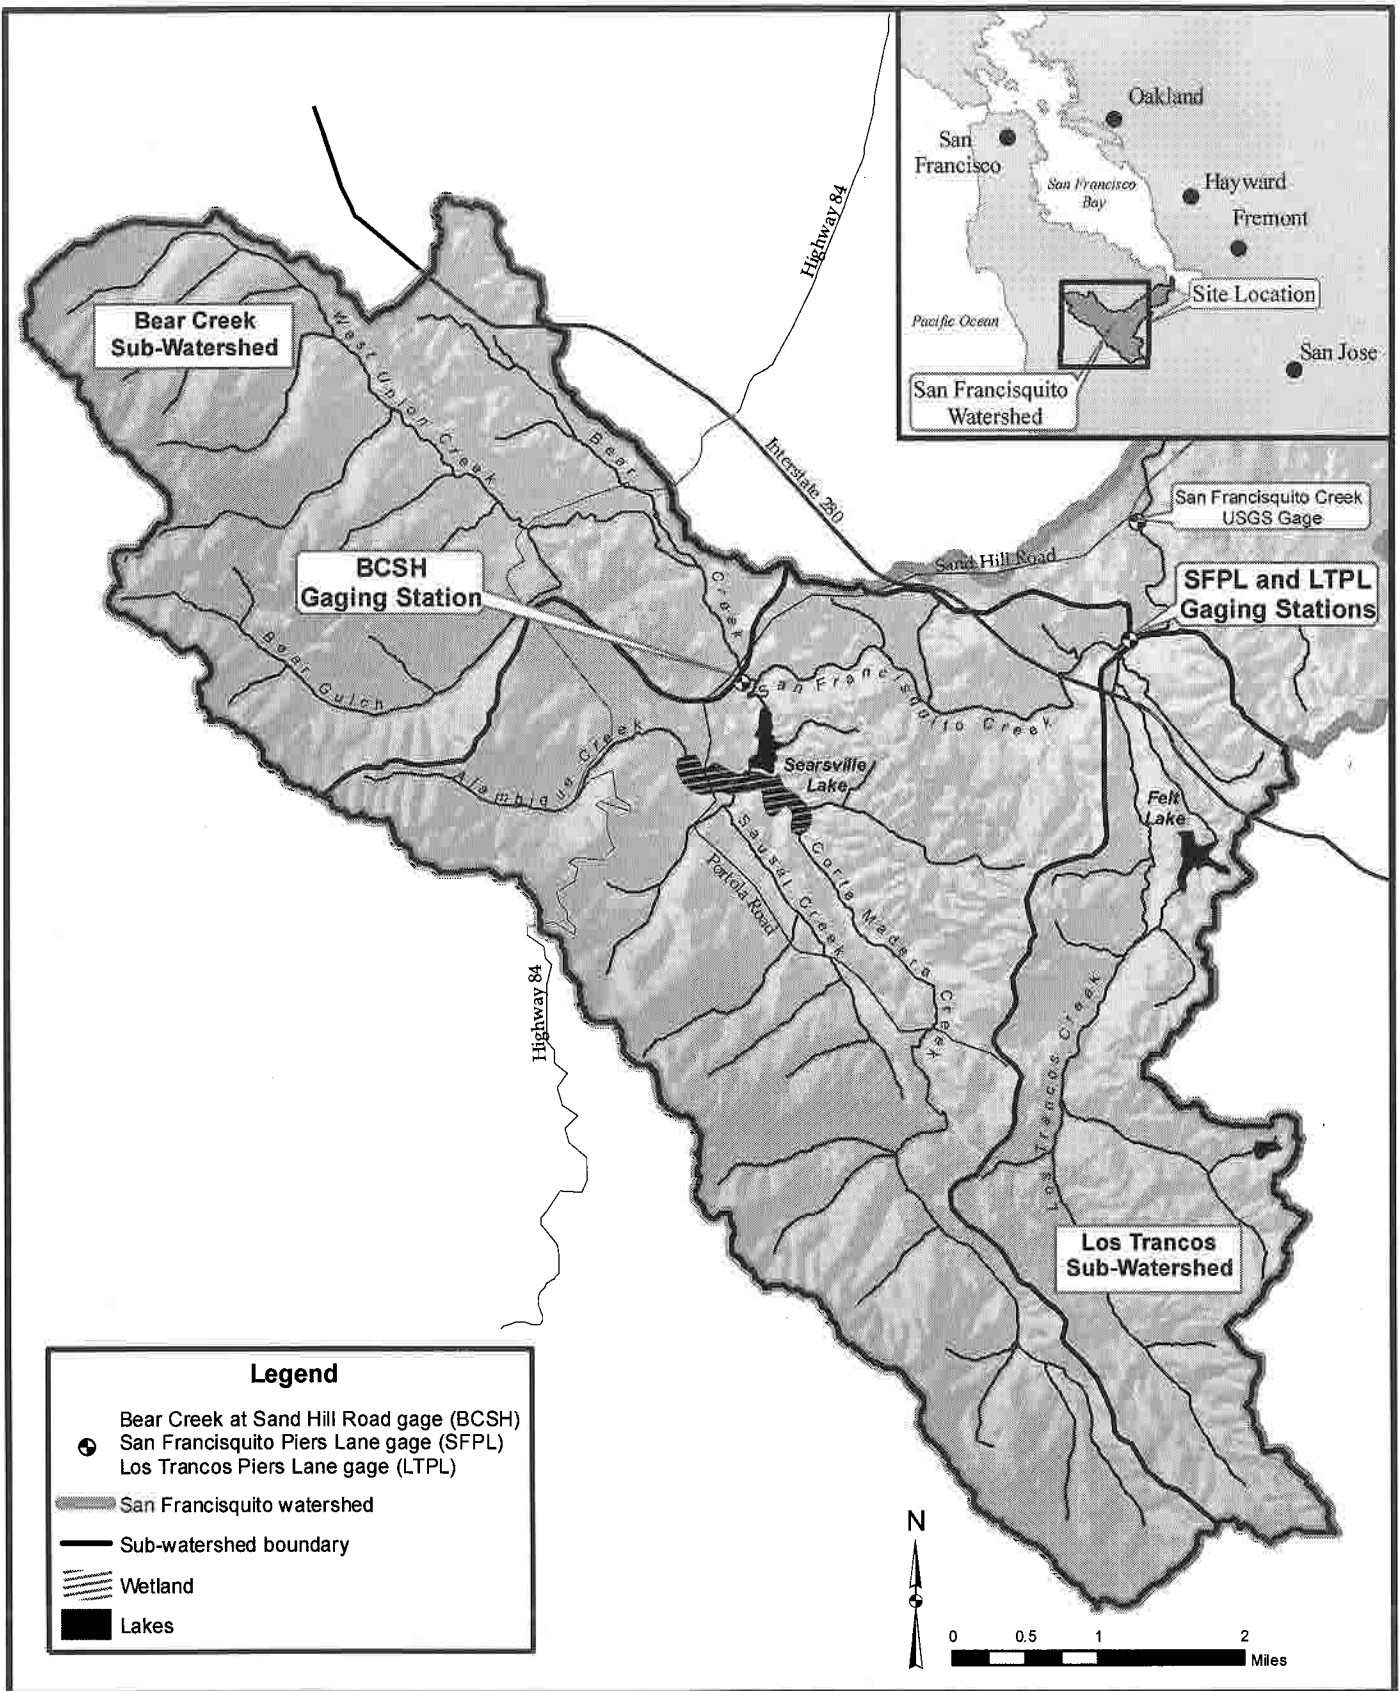 Oakland
San
Francisco
San Francisco
Bay
Hayward
Fremont
Site Location
Pacific Ocean
San Jose
San Francisquito
Watershed
Highway 84
Bear Creek
Sub-Watershed
West Union Creek
Bear Creek
Interstate 280
San Francisquito Creek
USGS Gage
Sand Hill Road
BCSH
Gaging Station
SFPL and LTPL
Gaging Stations
Bear Gulch
San Francisquito Creek
Alambique Creek
Searsville
Lake
Felt
Lake
Sausal Creek
Portola Road
Corta Madera Creek
Highway 84
Los Trancos Creek
Los Trancos
Sub-Watershed
Legend
Bear Creek at Sand Hill Road gage (BCSH)
San Francisquito Piers Lane gage (SFPL)
Los Trancos Piers Lane gage (LTPL)
San Francisquito watershed
Sub-watershed boundary
Wetland
Lakes
N
0 0.5 1 2
Miles